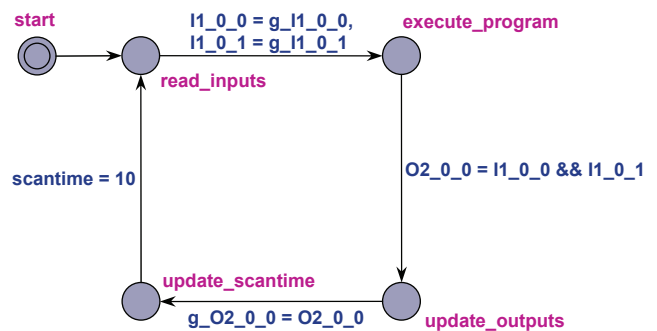 start
I1_0_0 = g_I1_0_0,
I1_0_1 = g_I1_0_1
execute_program
read_inputs
scantime = 10
O2_0_0 = I1_0_0 && I1_0_1
update_scantime
g_O2_0_0 = O2_0_0
update_outputs